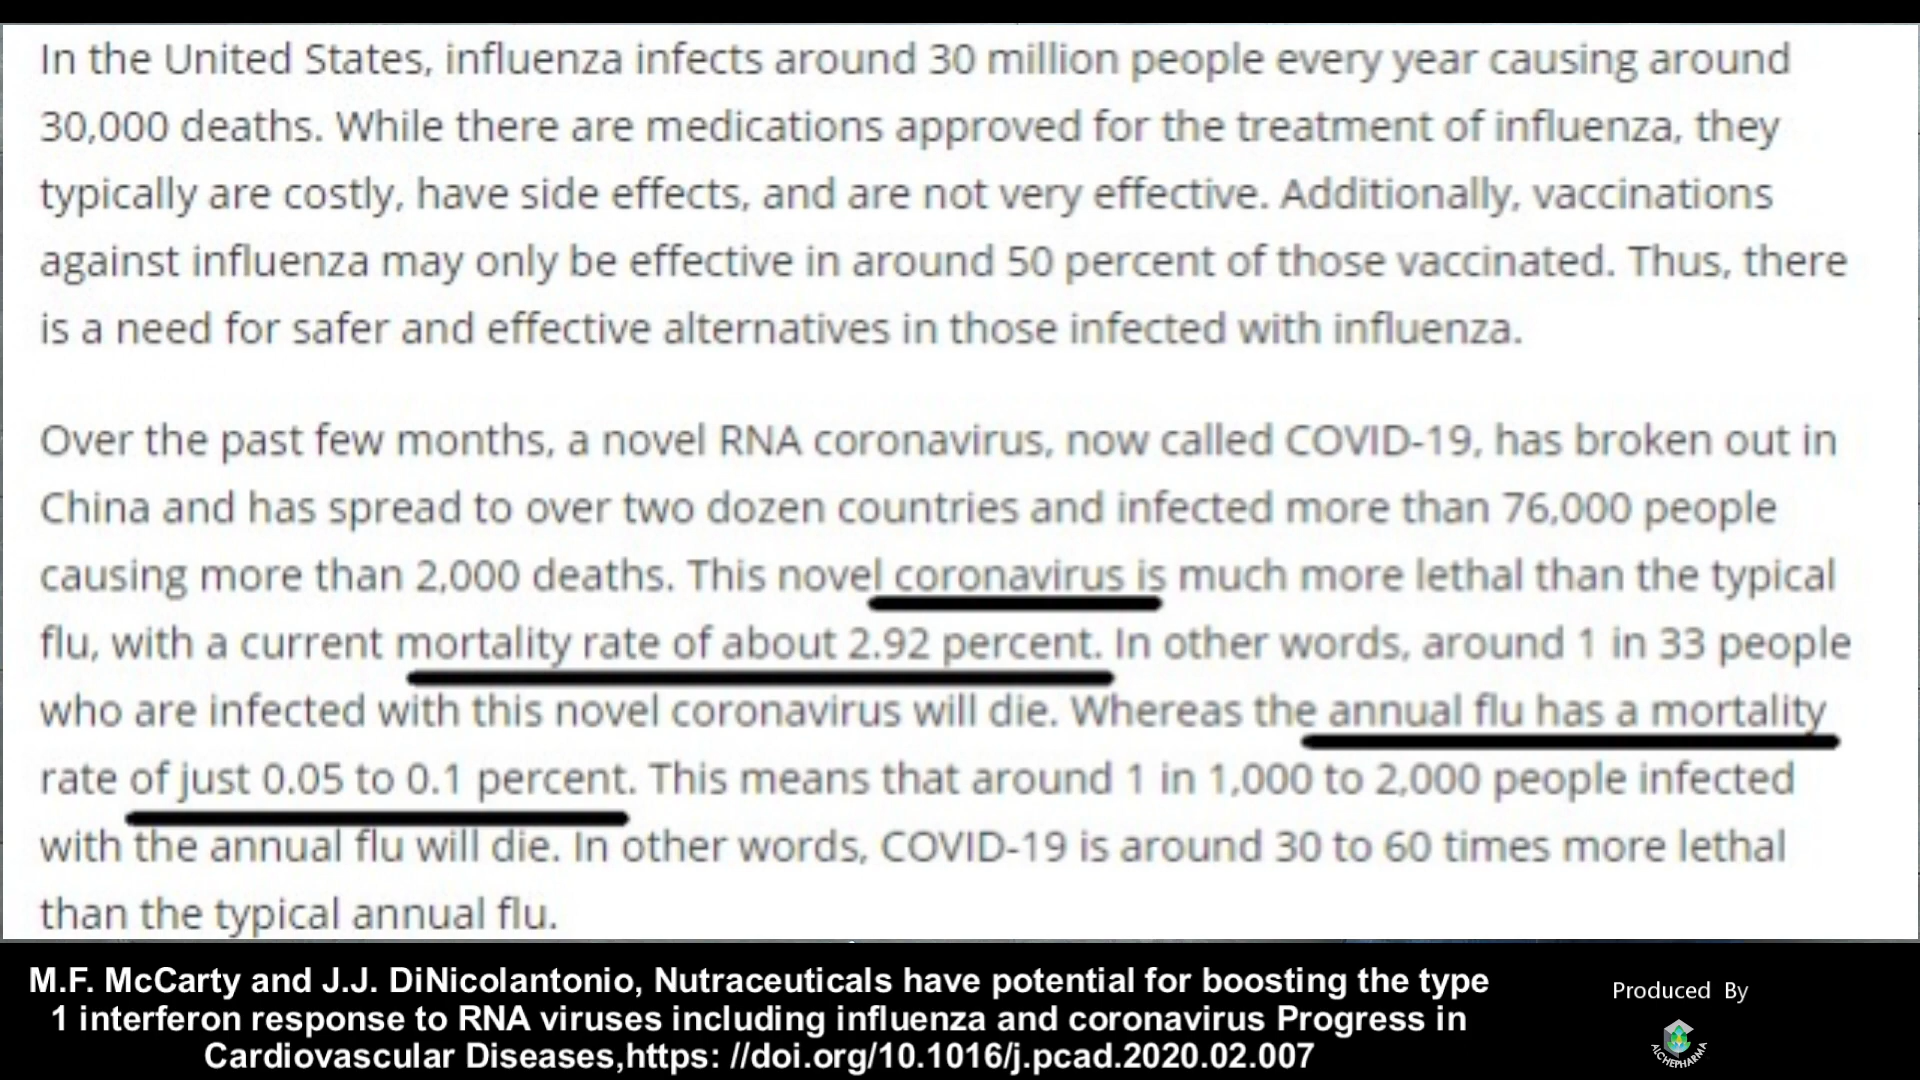 In the United States, influenza infects around 30 million people every year causing around
30,000 deaths. While there are medications approved for the treatment of influenza, they
typically are costly, have side effects, and are not very effective. Additionally, vaccinations
against influenza may only be effective in around 50 percent of those vaccinated. Thus, there
is a need for safer and effective alternatives in those infected with influenza.
Over the past few months, a novel RNA coronavirus, now called COVID-19, has broken out in
China and has spread to over two dozen countries and infected more than 76,000 people
causing more than 2,000 deaths. This novel coronavirus is much more lethal than the typical
flu, with a current mortality rate of about 2.92 percent. In other words, around 1 in 33 people
who are infected with this novel coronavirus will die. Whereas the annual flu has a mortality
rate of just 0.05 to 0.1 percent. This means that around 1 in 1,000 to 2,000 people infected
with the annual flu will die. In other words, COVID-19 is around 30 to 60 times more lethal
than the typical annual flu.
M.F. McCarty and J.J. DiNicolantonio, Nutraceuticals have potential for boosting the type
1 interferon response to RNA viruses including influenza and coronavirus Progress in
Cardiovascular Diseases,https: //doi.org/10.1016/j.pcad.2020.02.007
Produced By
AICHEPHARMA